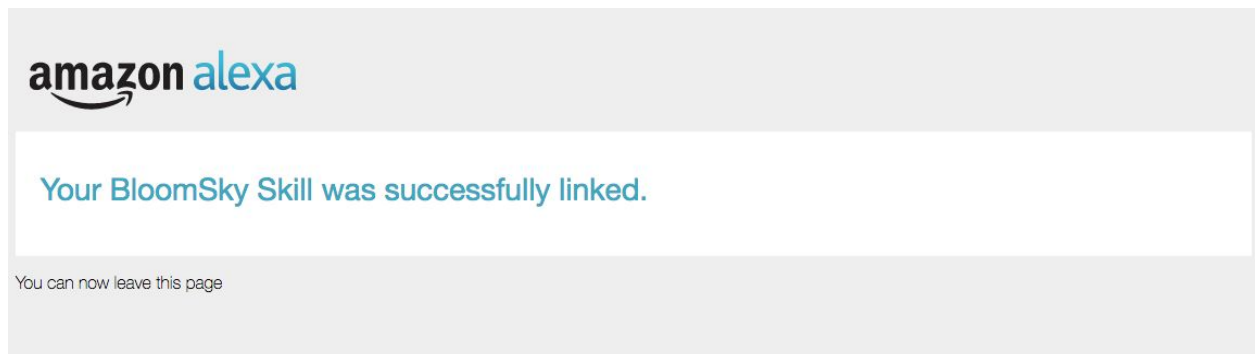 amazon alexa
Your BloomSky Skill was successfully linked.
You can now leave this page